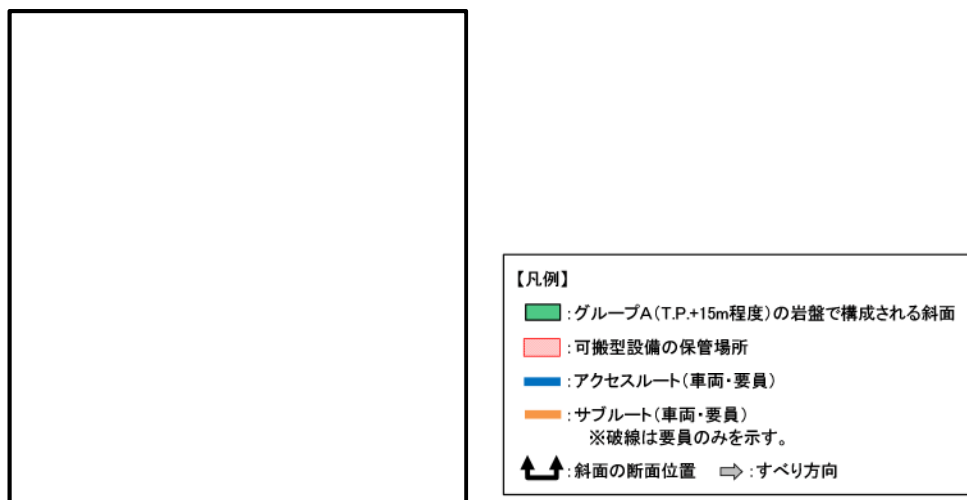 【凡例】
:グループA(T.P.+15m程度)の岩盤で構成される斜面
:可搬型設備の保管場所
:アクセスルート(車両・要員)
:サブルート(車両・要員)
※破線は要員のみを示す。
:斜面の断面位置 :すべり方向